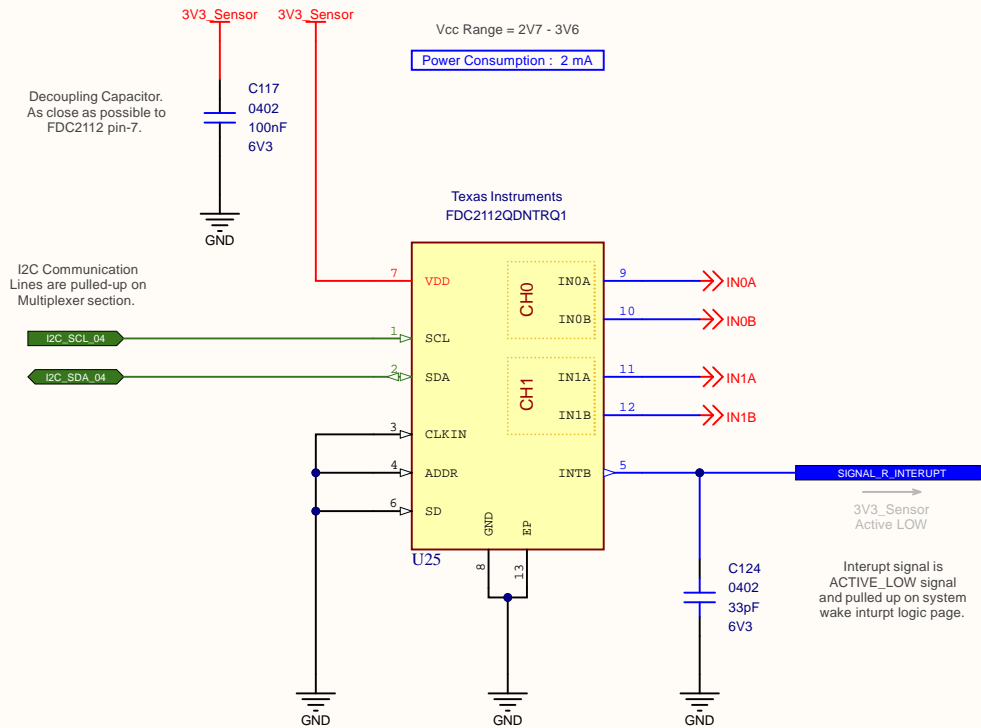 3V3_Sensor
3V3_Sensor
Vcc Range = 2V7 - 3V6
Power Consumption :  2 mA
Decoupling Capacitor.
As close as possible to
FDC2112 pin-7.
C117
0402
100nF
6V3
GND
Texas Instruments
FDC2112QDNTRQ1
I2C Communication
Lines are pulled-up on
Multiplexer section.
7
VDD
CH0
IN0A
9
IN0A
IN0B
10
IN0B
I2C_SCL_04
1
SCL
I2C_SDA_04
2
SDA
CH1
IN1A
11
IN1A
IN1B
12
IN1B
3
CLKIN
4
ADDR
INTB
5
SIGNAL_R_INTERUPT
6
SD
3V3_Sensor
Active LOW
GND
EP
U25
8
13
C124
0402
33pF
6V3
Interupt signal is
ACTIVE_LOW signal
and pulled up on system
wake inturpt logic page.
GND
GND
GND